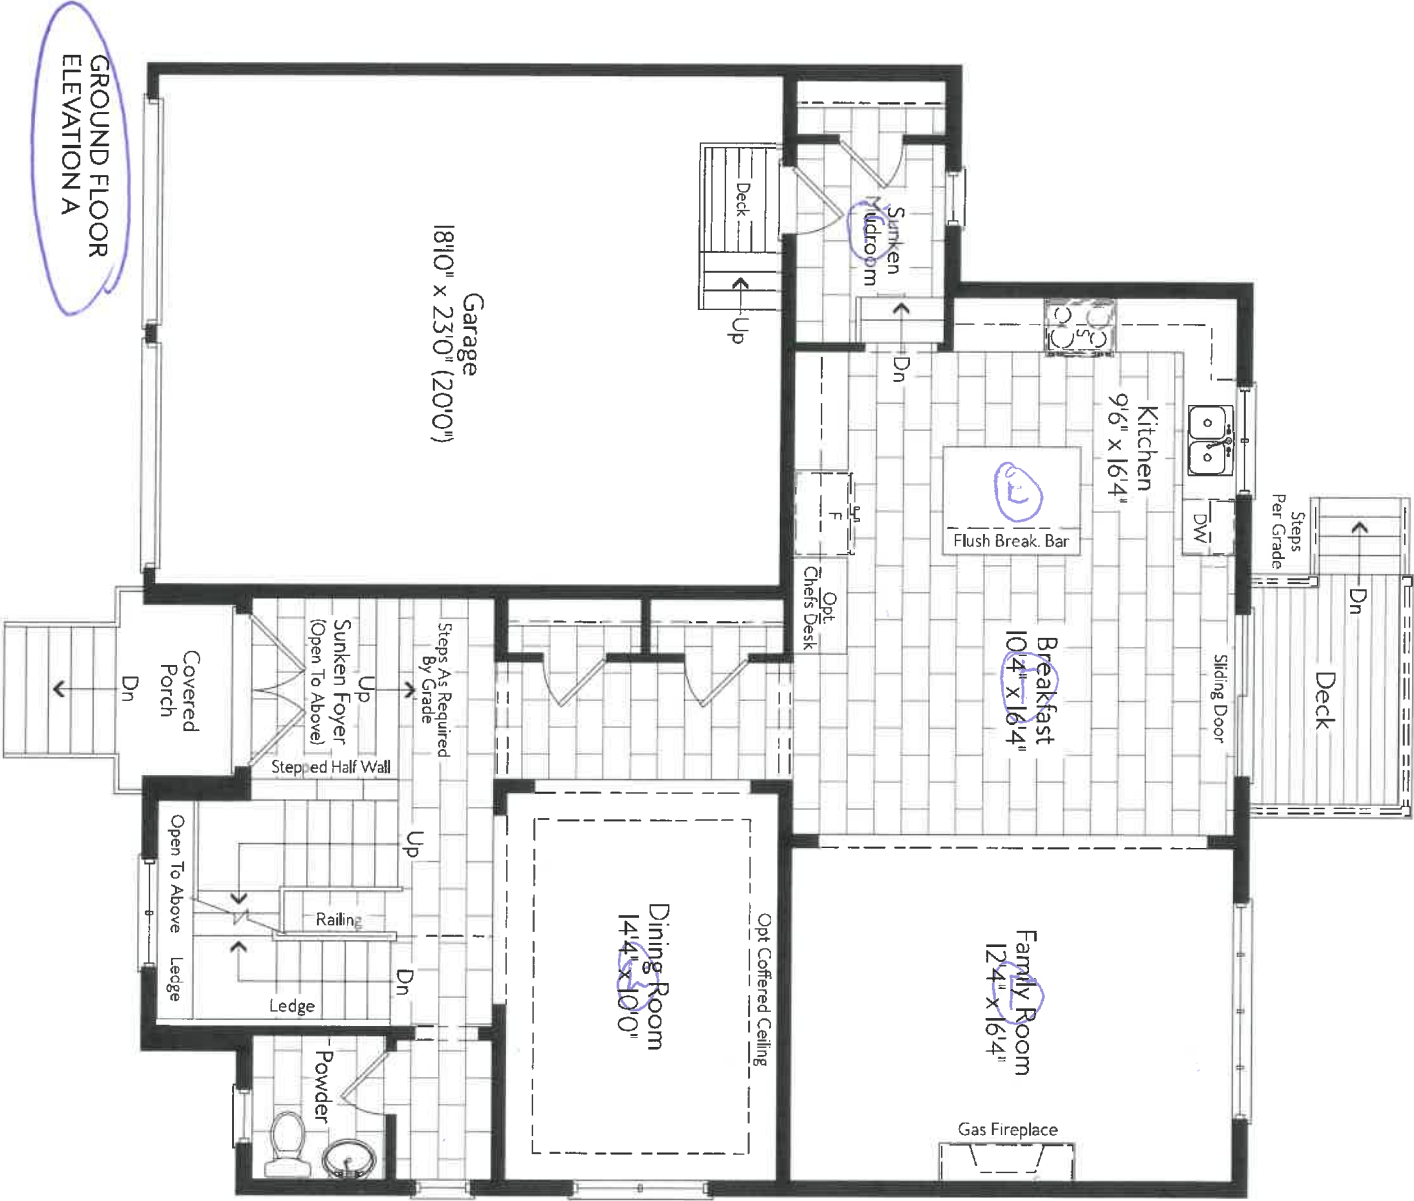 GROUND FLOOR
ELEVATION A
Garage
18'10" x 23'0" (20'0")
Deck
Up
Sunken
Mudroom
Dn
S
Kitchen
9'6" x 16'4"
DW
F
Flush Break. Bar
Opt.
Chefs Desk
Breakfast
10'4" x 16'4"
Sliding Door
Steps
Per Grade
Dn
Deck
Covered
Porch
Dn
Sunken Foyer
(Open To Above)
Up
Steps As Required
By Grade
Stepped Half Wall
Open To Above
Ledge
Up
Railing
Dn
Ledge
Powder
Dining Room
14'4" x 10'0"
Opt Coffered Ceiling
Family Room
12'4" x 16'4"
Gas Fireplace